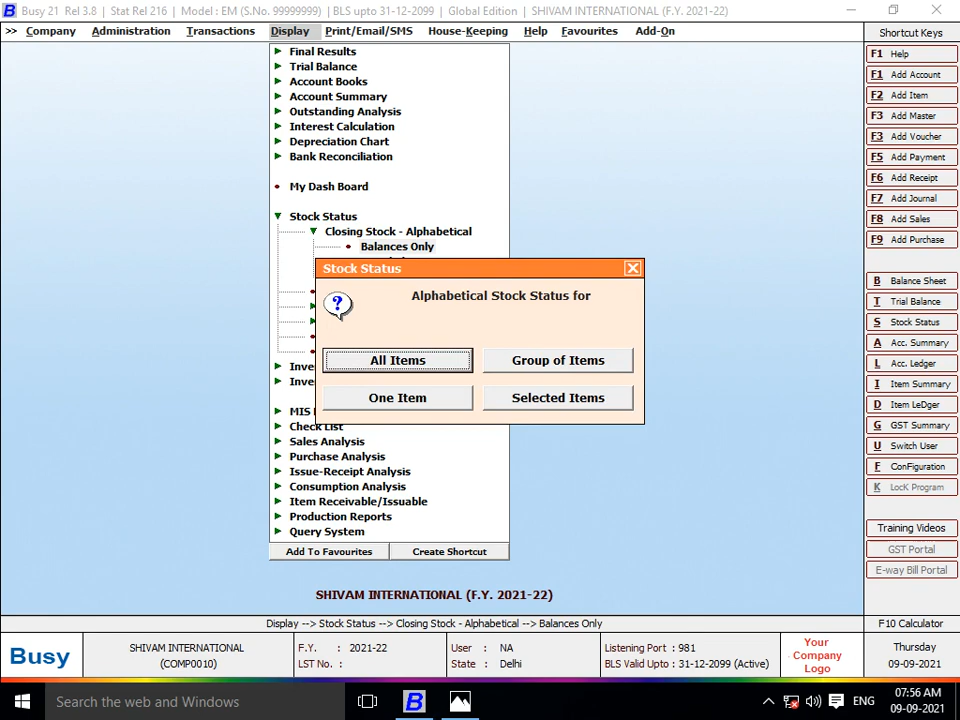 Busy 21 Rel 3.8 | Stat Rel 216 | Model : EM (S.No. 99999999) | BLS upto 31-12-2099 | Global Edition | SHIVAM INTERNATIONAL (F.Y. 2021-22)
>> Company Administration Transactions Display Print/Email/SMS House-Keeping Help Favourites Add-On
Shortcut Keys
Final Results
Trial Balance
Account Books
Account Summary
Outstanding Analysis
Interest Calculation
Depreciation Chart
Bank Reconciliation
My Dash Board
Stock Status
Closing Stock - Alphabetical
Balances Only
Stock Status
Alphabetical Stock Status for
?
All Items
Group of Items
One Item
Selected Items
Inve
Inve
MIS
Check List
Sales Analysis
Purchase Analysis
Issue-Receipt Analysis
Consumption Analysis
Item Receivable/Issuable
Production Reports
Query System
Add To Favourites
Create Shortcut
F1 Help
F1 Add Account
F2 Add Item
F3 Add Master
F3 Add Voucher
F5 Add Payment
F6 Add Receipt
F7 Add Journal
F8 Add Sales
F9 Add Purchase
B Balance Sheet
T Trial Balance
S Stock Status
A Acc. Summary
L Acc. Ledger
I Item Summary
D Item LeDger
G GST Summary
U Switch User
F ConFiguration
K LocK Program
Training Videos
GST Portal
E-way Bill Portal
SHIVAM INTERNATIONAL (F.Y. 2021-22)
Display --> Stock Status --> Closing Stock - Alphabetical --> Balances Only
F10 Calculator
Busy
SHIVAM INTERNATIONAL
(COMP0010)
F.Y. : 2021-22
LST No. :
User : NA
State : Delhi
Listening Port : 981
BLS Valid Upto : 31-12-2099 (Active)
Your
Company
Logo
Thursday
09-09-2021
Search the web and Windows
ENG
07:56 AM
09-09-2021